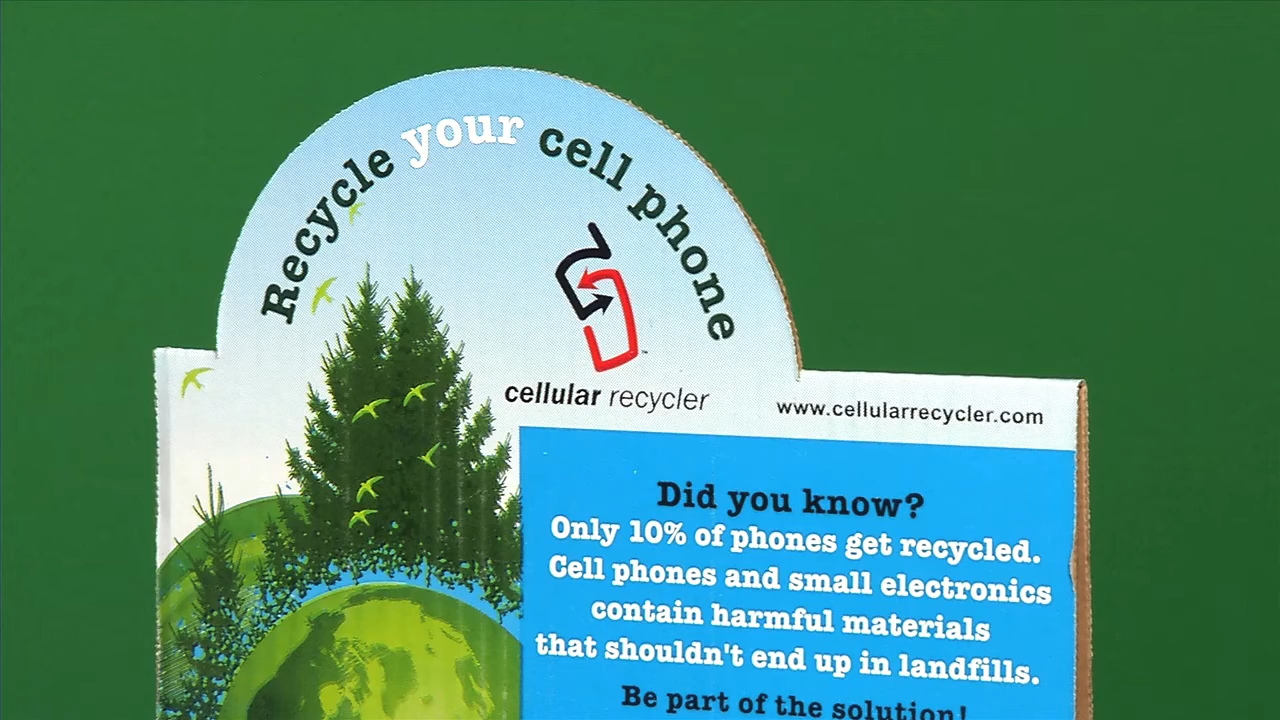 Recycle your cell phone
™
cellular recycler
www.cellularrecycler.com
Did you know?
Only 10% of phones get recycled.
Cell phones and small electronics
contain harmful materials
that shouldn't end up in landfills.
Be part of the solution!